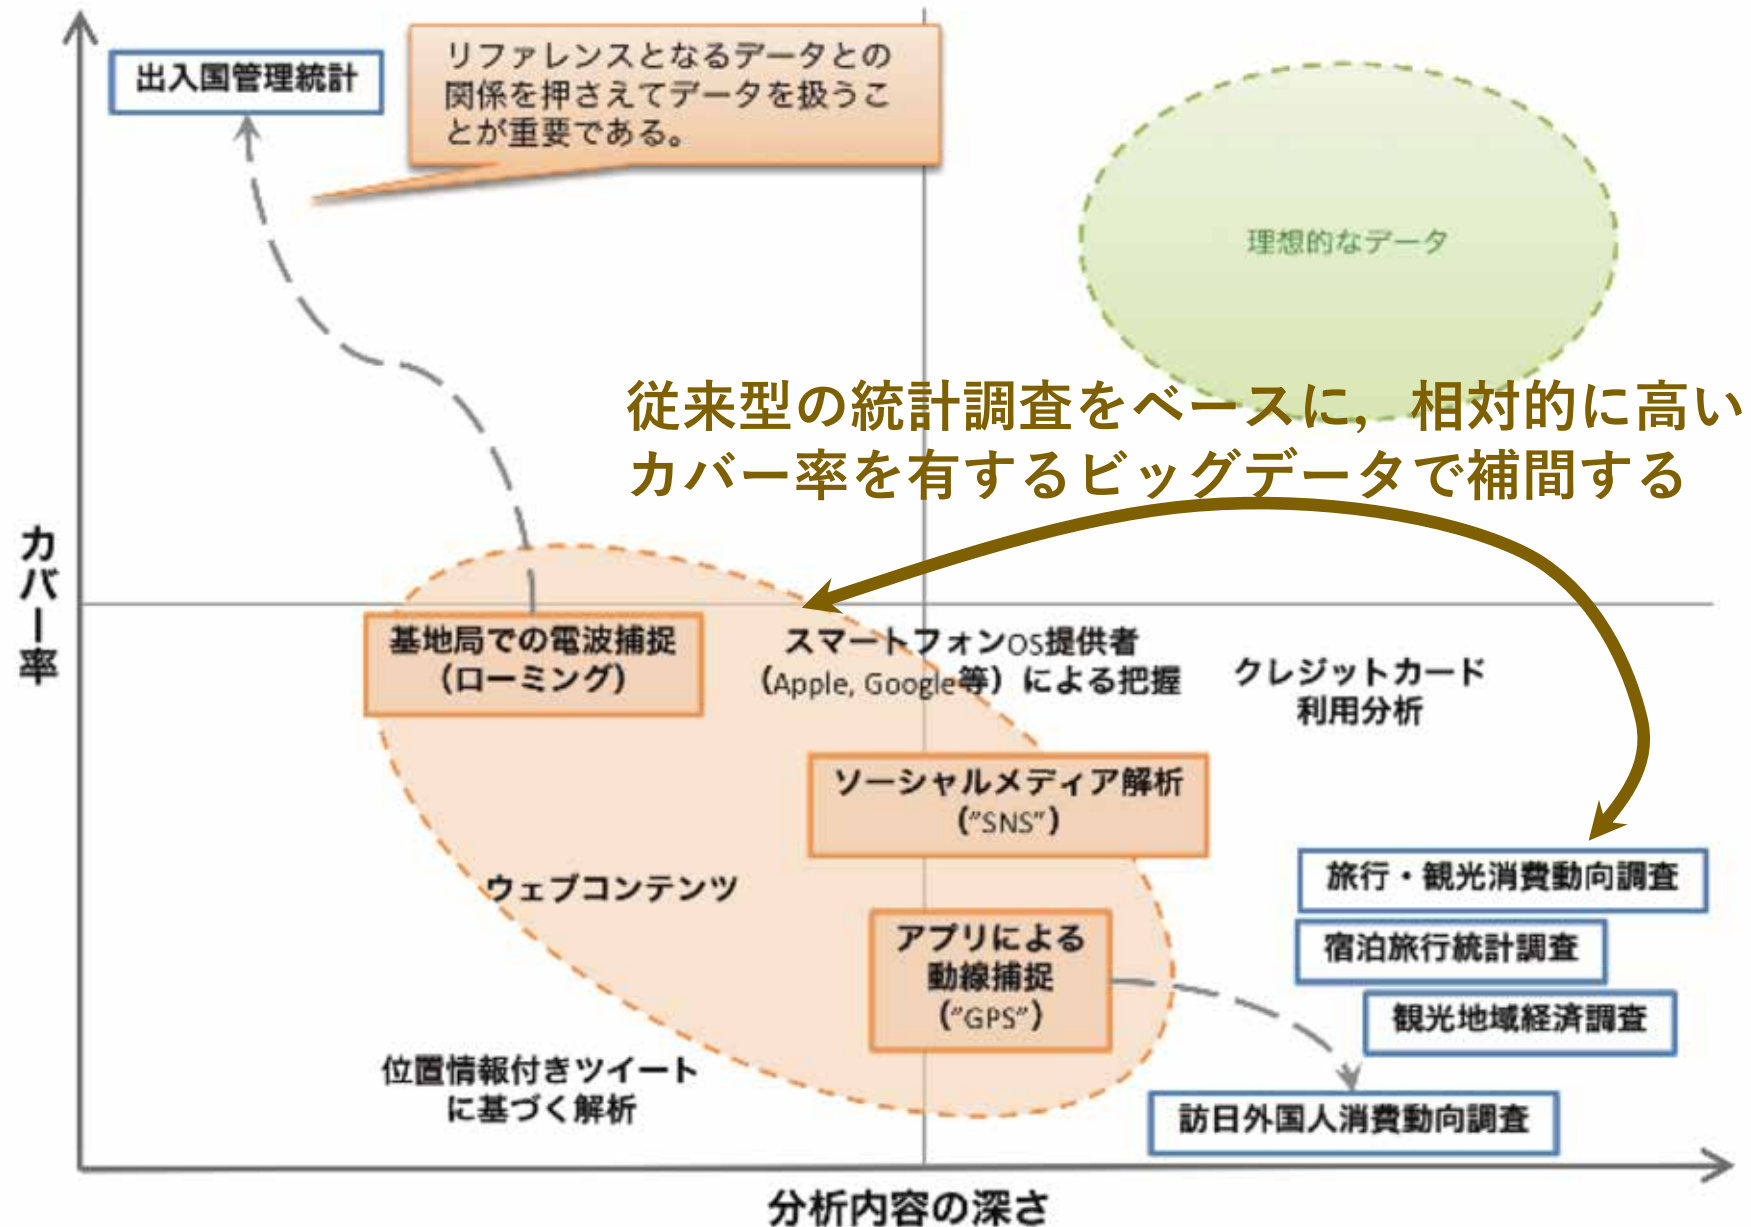 出入国管理統計
リファレンスとなるデータとの
関係を押さえてデータを扱うこ
とが重要である。
理想的なデータ
従来型の統計調査をベースに，相対的に高い
カバー率を有するビッグデータで補間する
カバー率
基地局での電波捕捉
（ローミング）
スマートフォンOS提供者
（Apple, Google等）による把握
クレジットカード
利用分析
ソーシャルメディア解析
（”SNS”）
ウェブコンテンツ
旅行・観光消費動向調査
アプリによる
動線捕捉
（”GPS”）
宿泊旅行統計調査
観光地域経済調査
位置情報付きツイート
に基づく解析
訪日外国人消費動向調査
分析内容の深さ